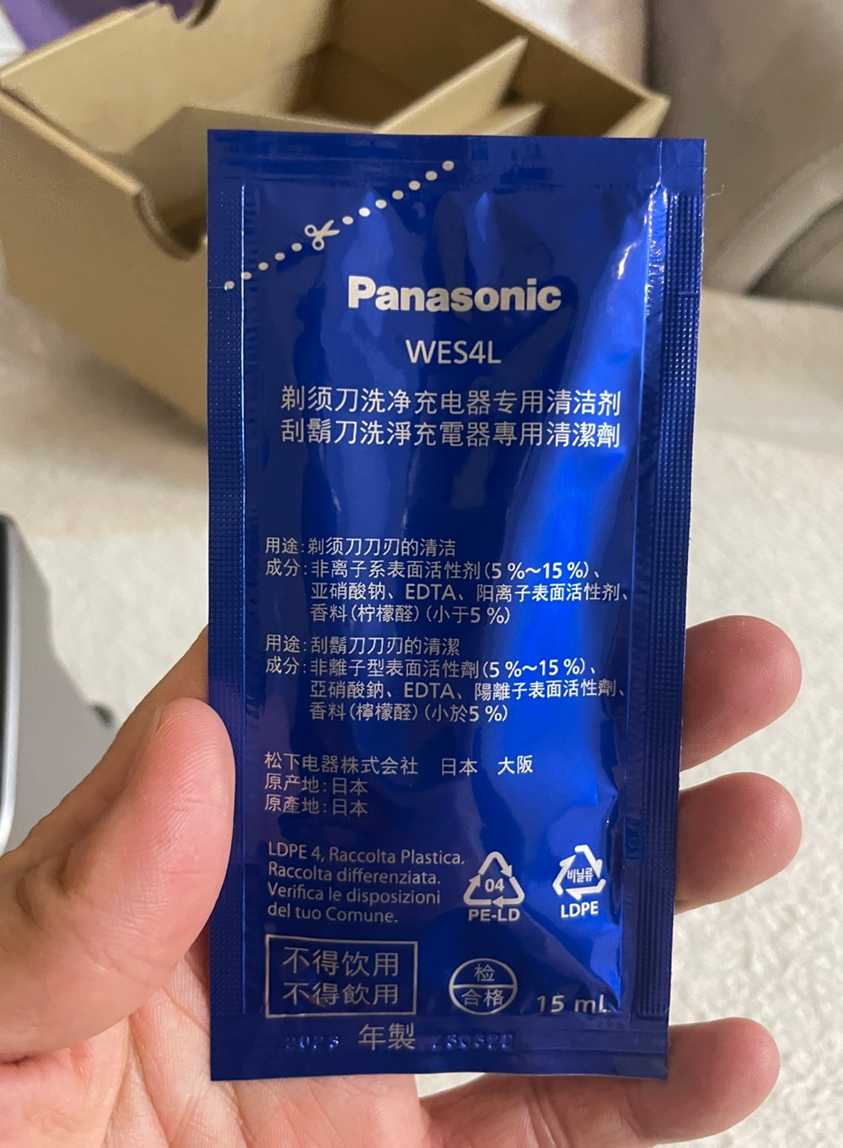 Panasonic
WES4L
剃须刀洗净充电器专用清洁剂
刮鬍刀洗淨充電器專用清潔劑
用途:剃须刀刀刃的清洁
成分:非离子系表面活性剂(5 %～15 %)、
亚硝酸钠、EDTA、阳离子表面活性剂、
香料(柠檬醛)(小于5 %)
用途:刮鬍刀刀刃的清潔
成分:非離子型表面活性劑(5 %～15 %)、
亞硝酸鈉、EDTA、陽離子表面活性劑、
香料(檸檬醛)(小於5 %)
松下电器株式会社 日本 大阪
原产地:日本
原產地:日本
LDPE 4, Raccolta Plastica.
Raccolta differenziata.
Verifica le disposizioni
del tuo Comune.
04
PE-LD
비닐류
LDPE
不得饮用
不得飲用
检
合格
15 mL
2023 年製